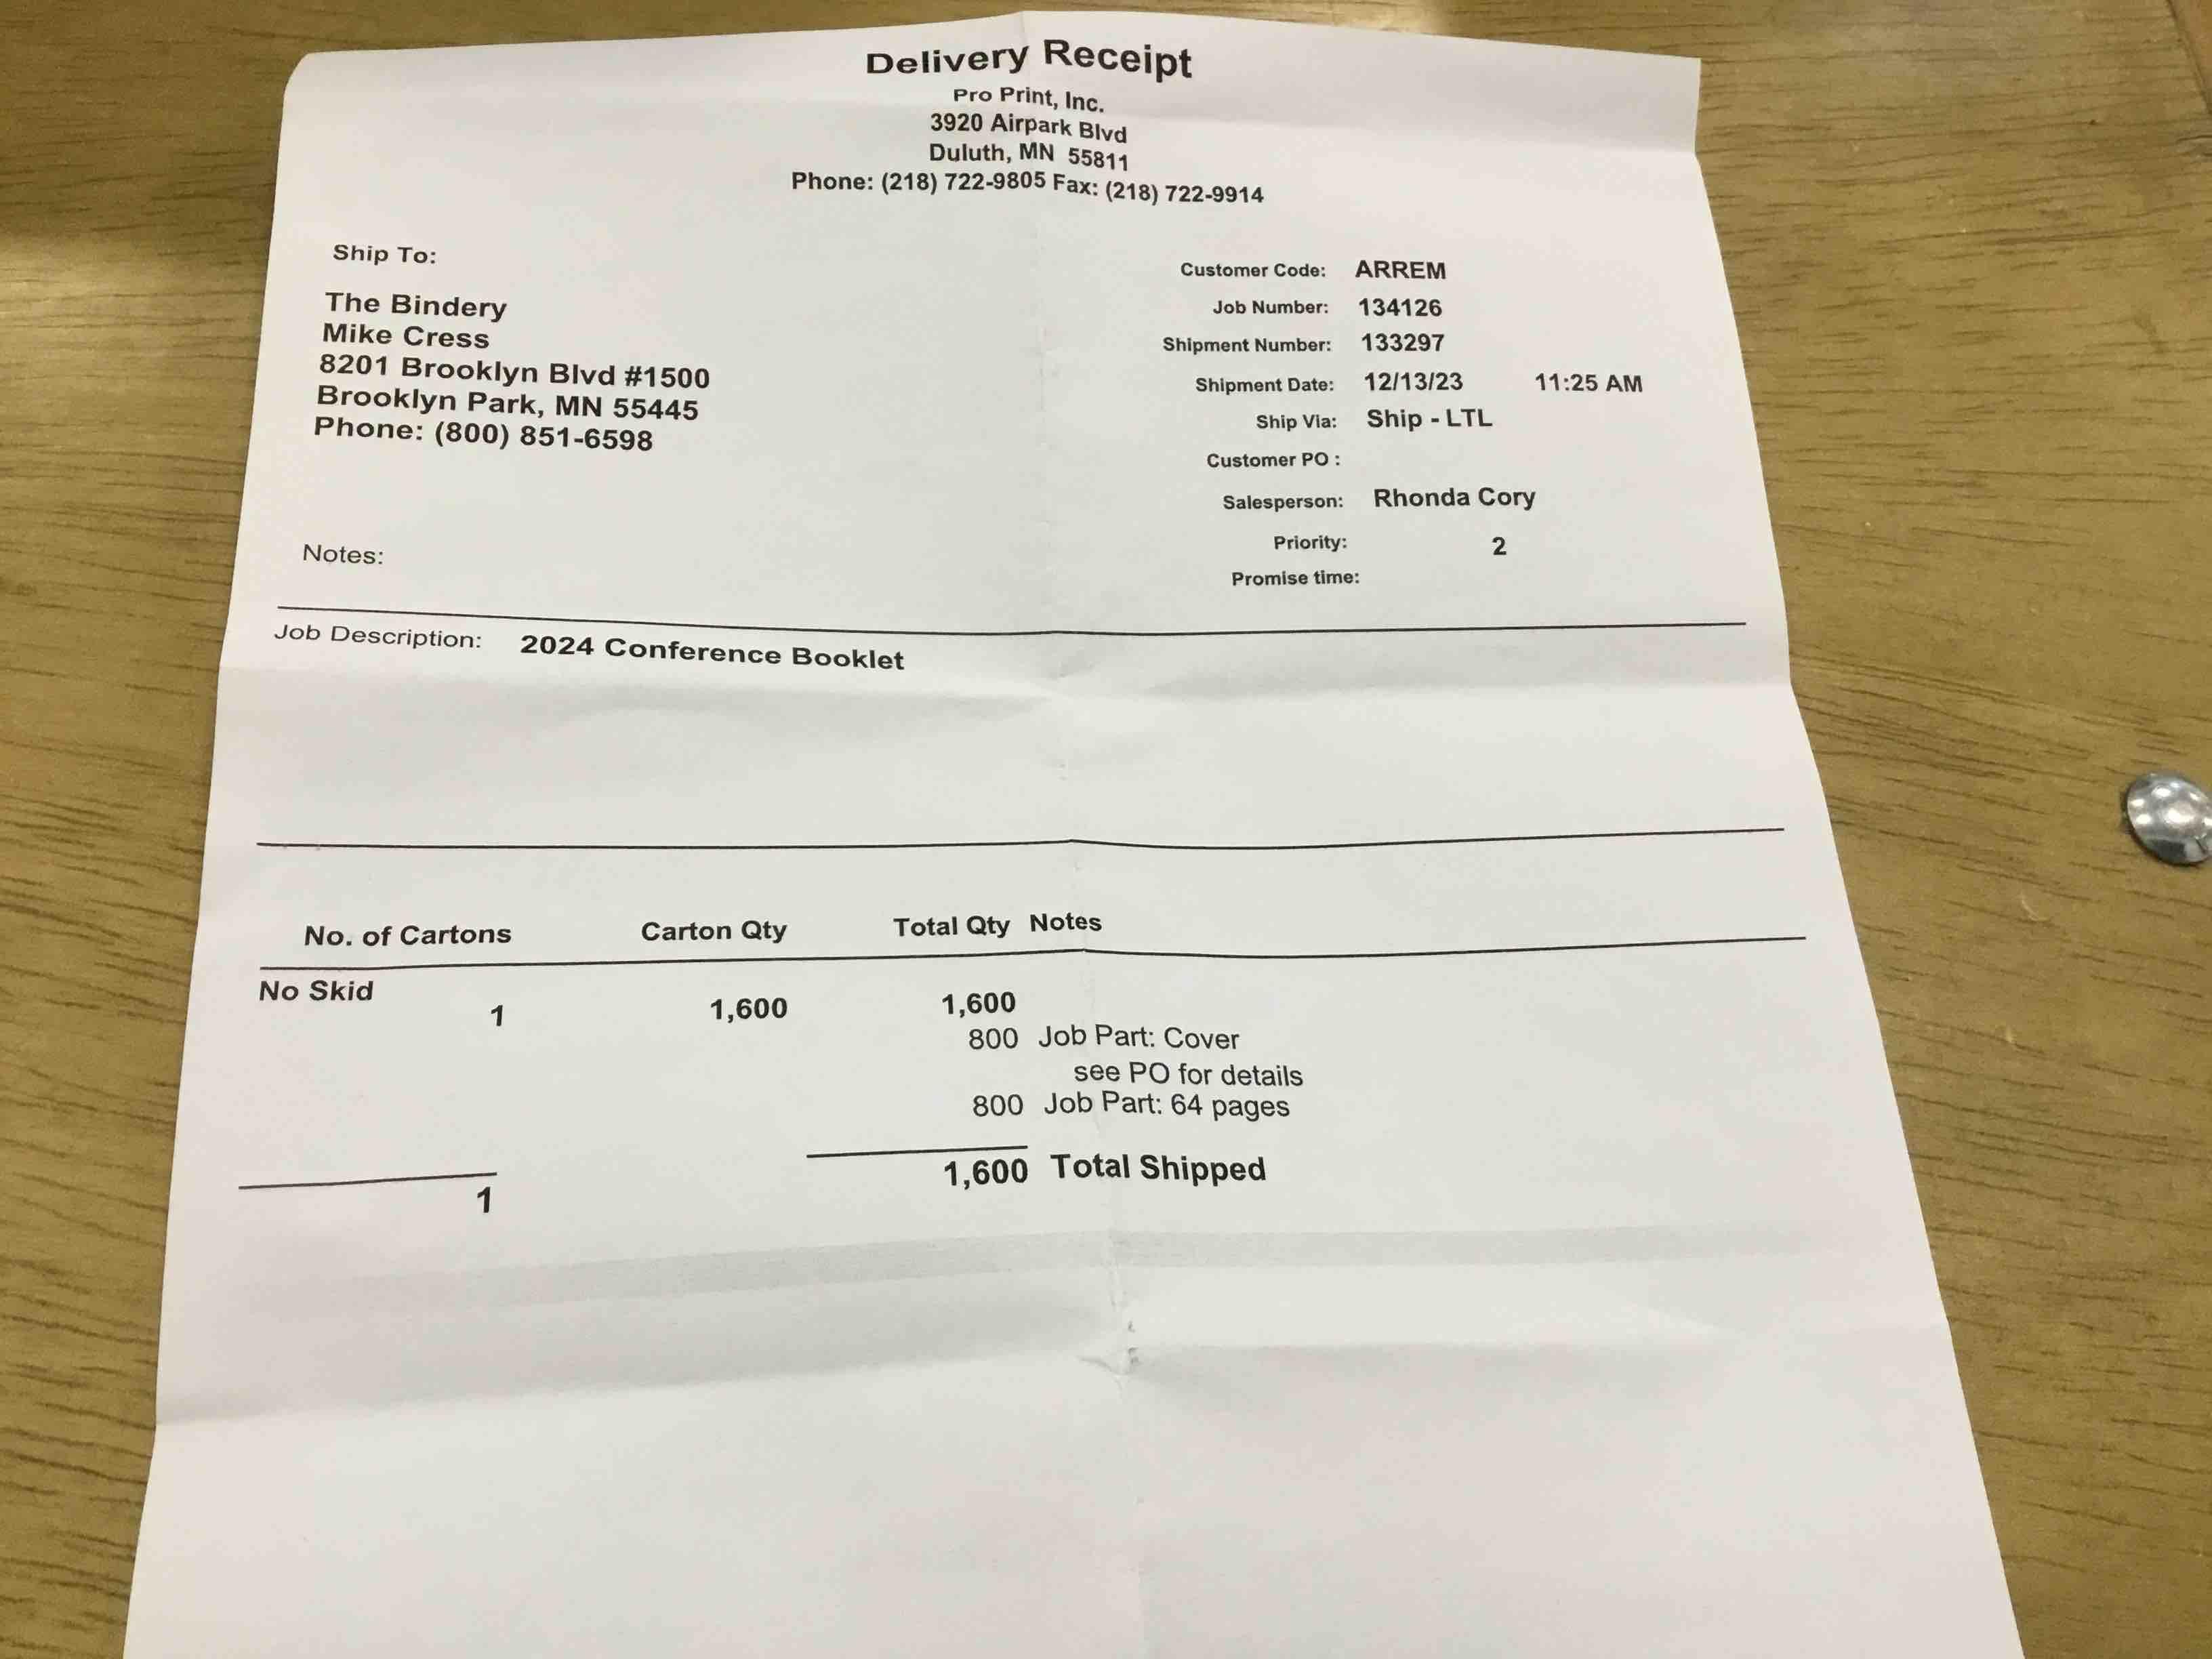 Delivery Receipt
Pro Print, Inc.
3920 Airpark Blvd
Duluth, MN 55811
Phone: (218) 722-9805 Fax: (218) 722-9914
Ship To:
The Bindery
Mike Cress
8201 Brooklyn Blvd #1500
Brooklyn Park, MN 55445
Phone: (800) 851-6598
Notes:
Customer Code: ARREM
Job Number: 134126
Shipment Number: 133297
Shipment Date: 12/13/23 11:25 AM
Ship Via: Ship - LTL
Customer PO :
Salesperson: Rhonda Cory
Priority: 2
Promise time:
Job Description: 2024 Conference Booklet
No. of Cartons Carton Qty Total Qty Notes
No Skid
1 1,600 1,600
800 Job Part: Cover
see PO for details
800 Job Part: 64 pages
1 1,600 Total Shipped